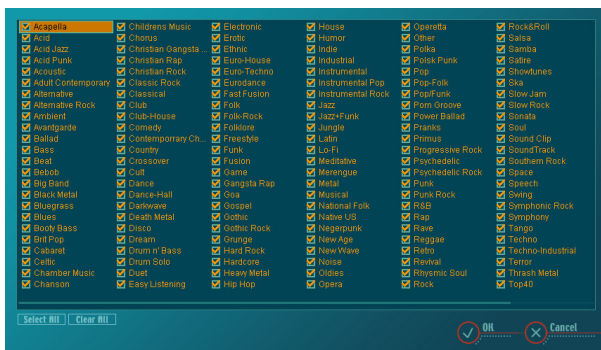 Acapella Childrens Music Electronic House Operetta Rock&Roll
Acid Chorus Erotic Humor Other Salsa
Acid Jazz Christian Gangsta ... Ethnic Indie Polka Samba
Acid Punk Christian Rap Euro-House Industrial Polsk Punk Satire
Acoustic Christian Rock Euro-Techno Instrumental Pop Showtunes
Adult Contemporary Classic Rock Eurodance Instrumental Pop Pop-Folk Ska
Alternative Classical Fast Fusion Instrumental Rock Pop/Funk Slow Jam
Alternative Rock Club Folk Jazz Porn Groove Slow Rock
Ambient Club-House Folk-Rock Jazz+Funk Power Ballad Sonata
Avantgarde Comedy Folklore Jungle Pranks Soul
Ballad Contemporrary Ch... Freestyle Latin Primus Sound Clip
Bass Country Funk Lo-Fi Progressive Rock SoundTrack
Beat Crossover Fusion Meditative Psychedelic Southern Rock
Bebob Cult Game Merengue Psychedelic Rock Space
Big Band Dance Gangsta Rap Metal Punk Speech
Black Metal Dance-Hall Goa Musical Punk Rock Swing
Bluegrass Darkwave Gospel National Folk R&B Symphonic Rock
Blues Death Metal Gothic Native US Rap Symphony
Booty Bass Disco Gothic Rock Negerpunk Rave Tango
Brit Pop Dream Grunge New Age Reggae Techno
Cabaret Drum n' Bass Hard Rock New Wave Retro Techno-Industrial
Celtic Drum Solo Hardcore Noise Revival Terror
Chamber Music Duet Heavy Metal Oldies Rhysmic Soul Thrash Metal
Chanson Easy Listening Hip Hop Opera Rock Top40
Select All Clear All
OK Cancel